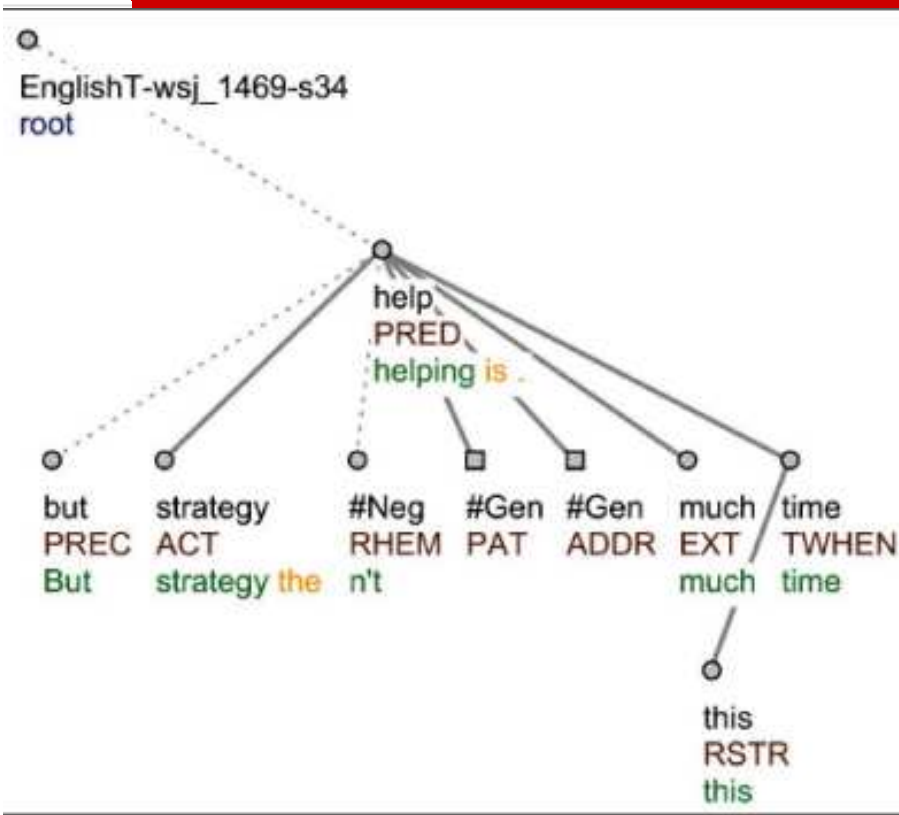 EnglishT-wsj_1469-s34
root
help
PRED
helping is .
but strategy #Neg #Gen #Gen much time
PREC ACT RHEM PAT ADDR EXT TWHEN
But strategy the n't much time
this
RSTR
this